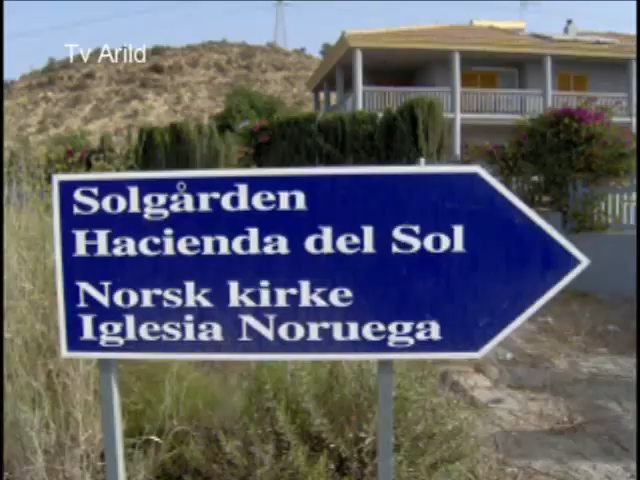 Tv Arild
Solgården
Hacienda del Sol
Norsk kirke
Iglesia Noruega